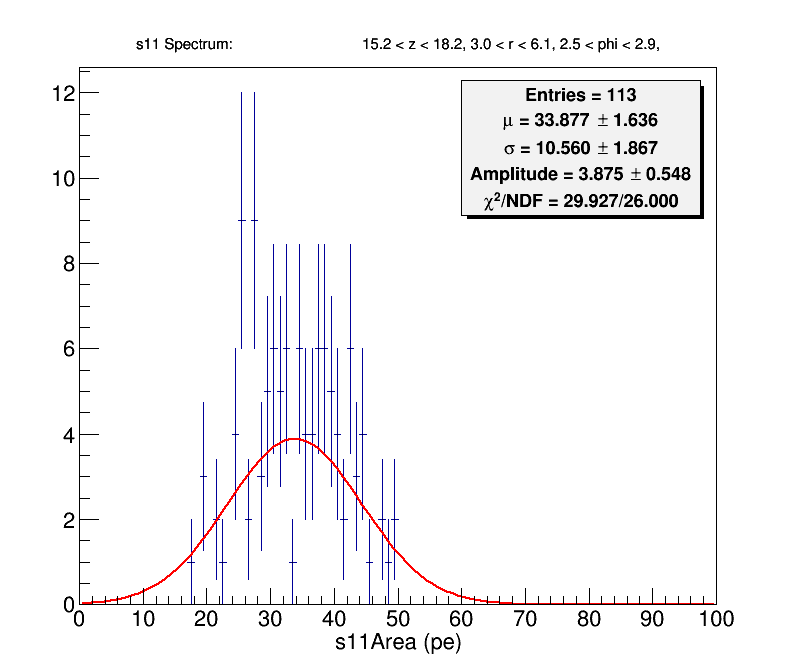 s11 Spectrum: 15.2 < z < 18.2, 3.0 < r < 6.1, 2.5 < phi < 2.9,
Entries = 113
μ = 33.877 ± 1.636
σ = 10.560 ± 1.867
Amplitude = 3.875 ± 0.548
χ²/NDF = 29.927/26.000
12
10
8
6
4
2
0
0 10 20 30 40 50 60 70 80 90 100
s11Area (pe)